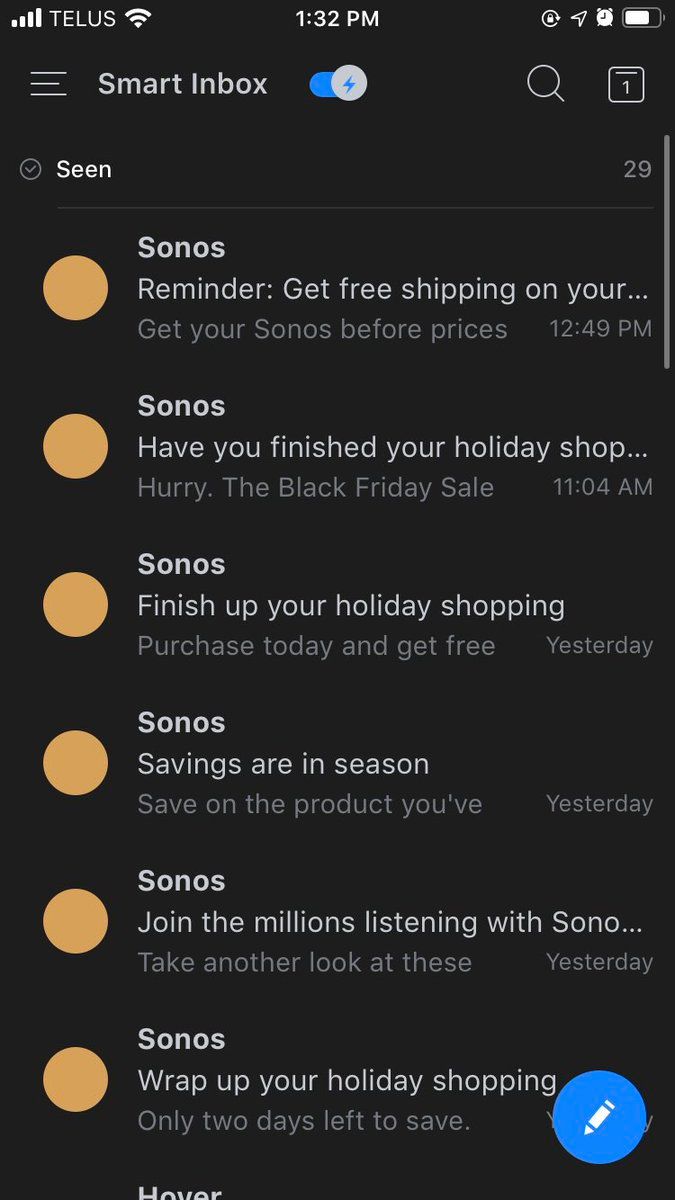 TELUS 1:32 PM
Smart Inbox
1
Seen 29
Sonos
Reminder: Get free shipping on your...
Get your Sonos before prices 12:49 PM
Sonos
Have you finished your holiday shop...
Hurry. The Black Friday Sale 11:04 AM
Sonos
Finish up your holiday shopping
Purchase today and get free Yesterday
Sonos
Savings are in season
Save on the product you've Yesterday
Sonos
Join the millions listening with Sono...
Take another look at these Yesterday
Sonos
Wrap up your holiday shopping
Only two days left to save.
Hover